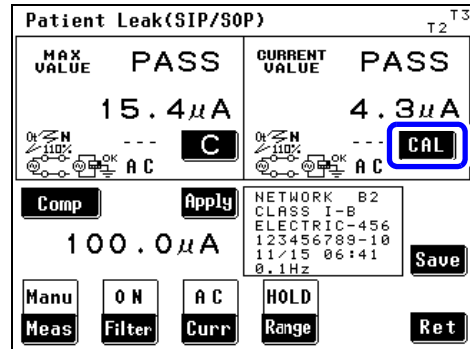 Patient Leak(SIP/SOP)
T2 T3
MAX VALUE PASS
15.4μA
N
110%
--- C
OK
AC
CURRENT VALUE PASS
4.3μA
N
110%
--- CAL
OK
AC
Comp Apply
100.0μA
NETWORK B2
CLASS I-B
ELECTRIC-456
123456789-10
11/15 06:41
0.1Hz
Save
Manu ON AC HOLD
Meas Filter Curr Range Ret